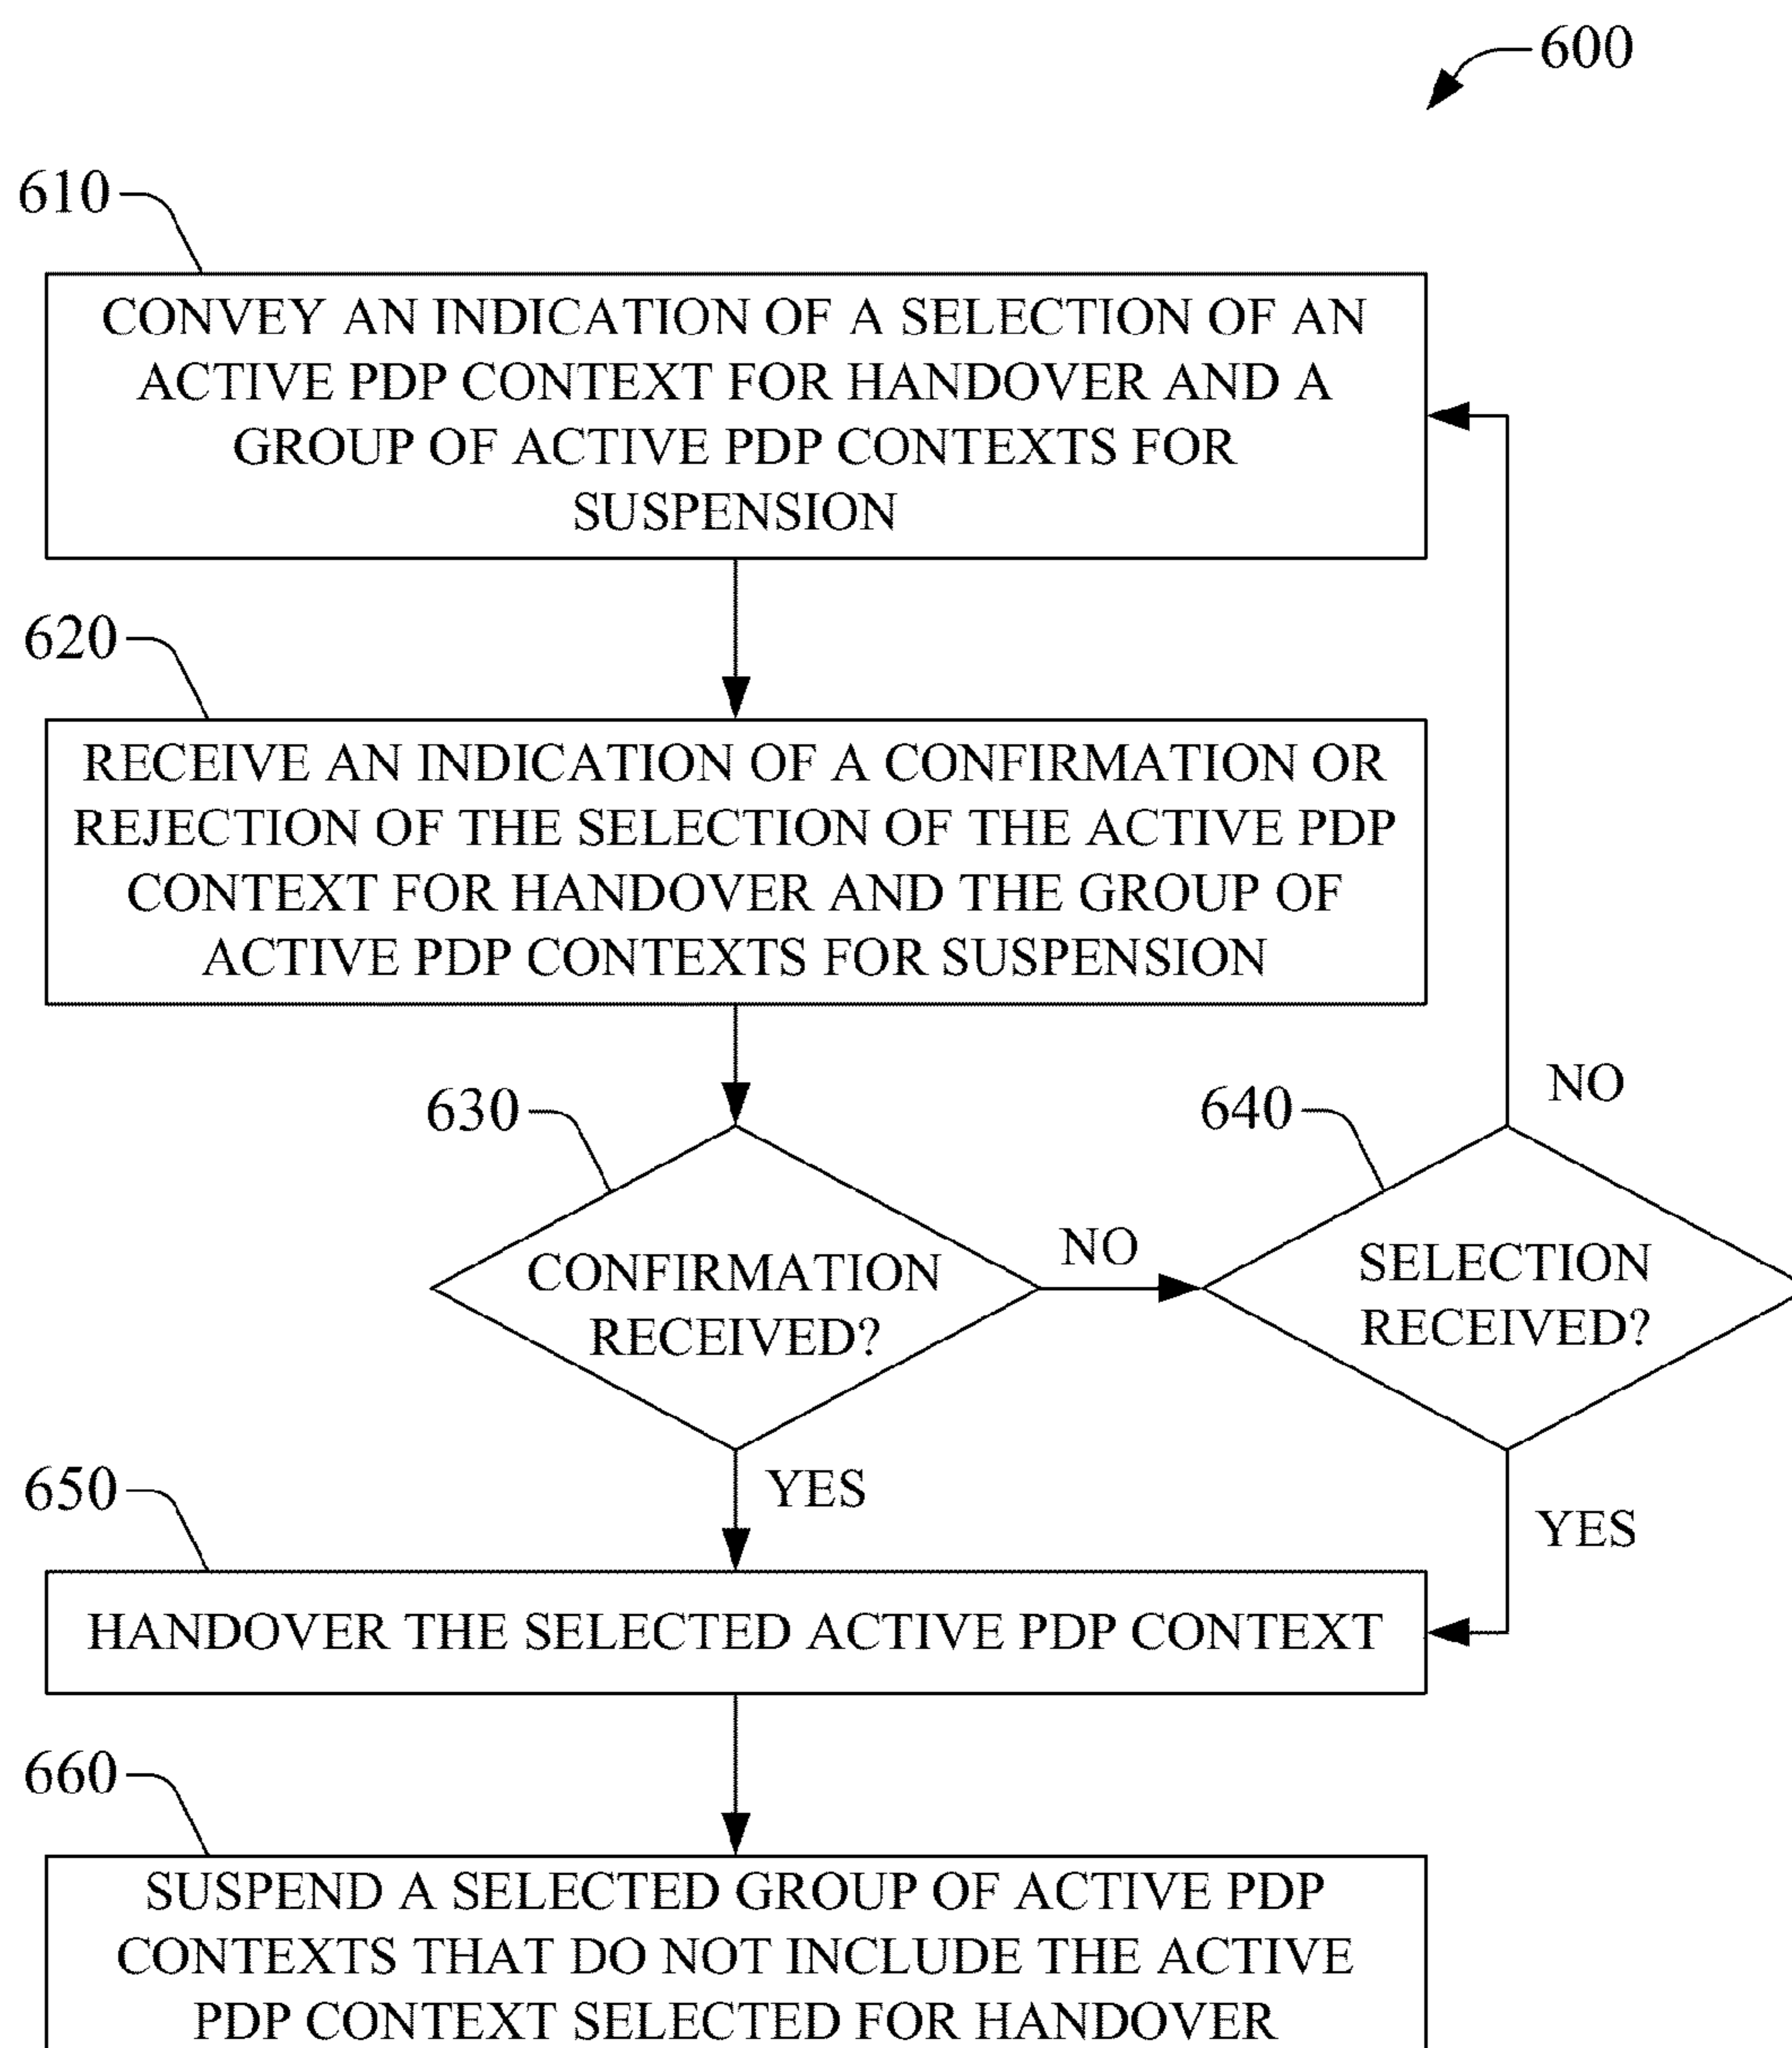 600
610
CONVEY AN INDICATION OF A SELECTION OF AN
ACTIVE PDP CONTEXT FOR HANDOVER AND A
GROUP OF ACTIVE PDP CONTEXTS FOR
SUSPENSION
620
RECEIVE AN INDICATION OF A CONFIRMATION OR
REJECTION OF THE SELECTION OF THE ACTIVE PDP
CONTEXT FOR HANDOVER AND THE GROUP OF
ACTIVE PDP CONTEXTS FOR SUSPENSION
630
CONFIRMATION
RECEIVED?
NO
640
SELECTION
RECEIVED?
NO
YES
YES
650
HANDOVER THE SELECTED ACTIVE PDP CONTEXT
660
SUSPEND A SELECTED GROUP OF ACTIVE PDP
CONTEXTS THAT DO NOT INCLUDE THE ACTIVE
PDP CONTEXT SELECTED FOR HANDOVER